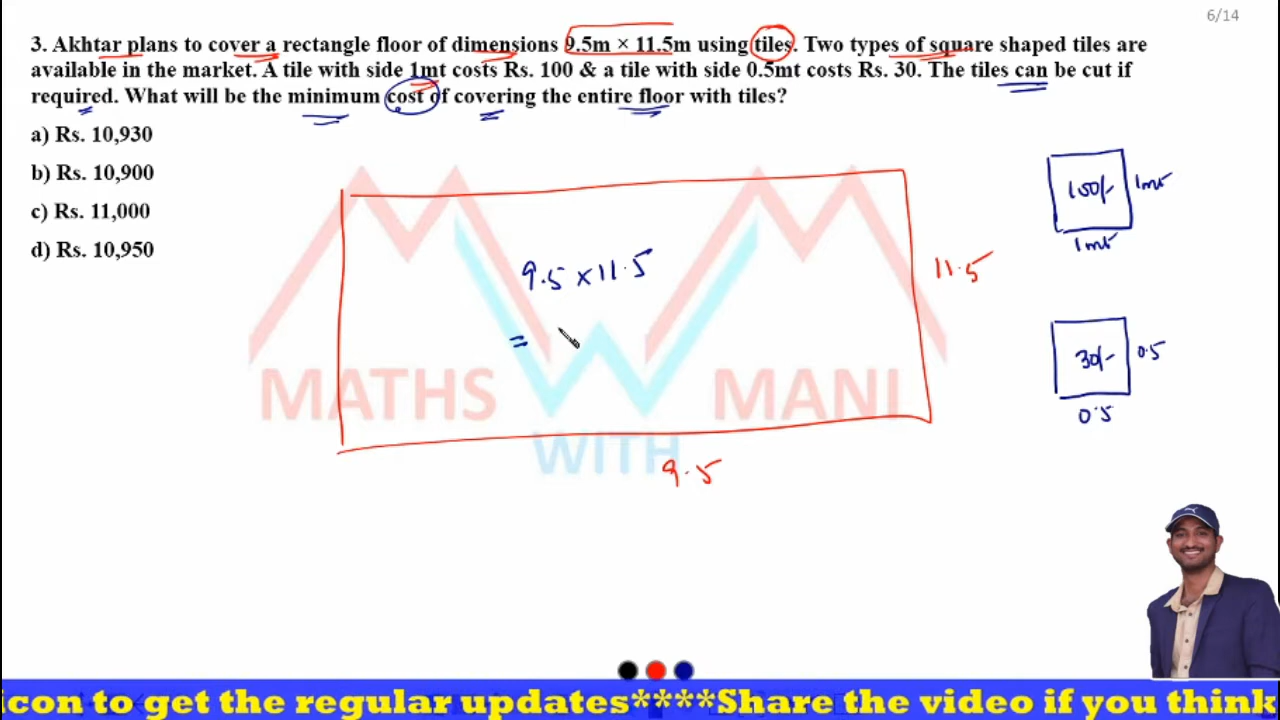 6/14
3. Akhtar plans to cover a rectangle floor of dimensions 9.5m × 11.5m using tiles. Two types of square shaped tiles are
available in the market. A tile with side 1mt costs Rs. 100 & a tile with side 0.5mt costs Rs. 30. The tiles can be cut if
required. What will be the minimum cost of covering the entire floor with tiles?
a) Rs. 10,930
b) Rs. 10,900
c) Rs. 11,000
d) Rs. 10,950
100/-
1mt
1mt
9.5 × 11.5
=
11.5
30/-
0.5
0.5
MATHS
MANI
WITH
9.5
icon to get the regular updates****Share the video if you think